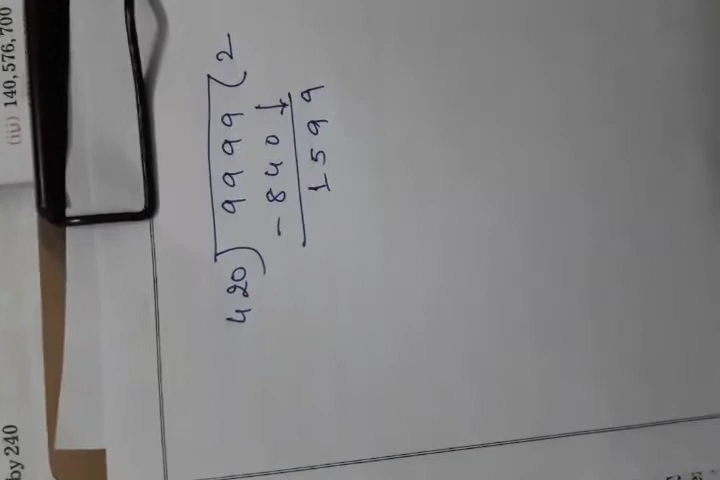 (iii) 140,576,700
by 240
420) 9999 (2
- 840↓
1599